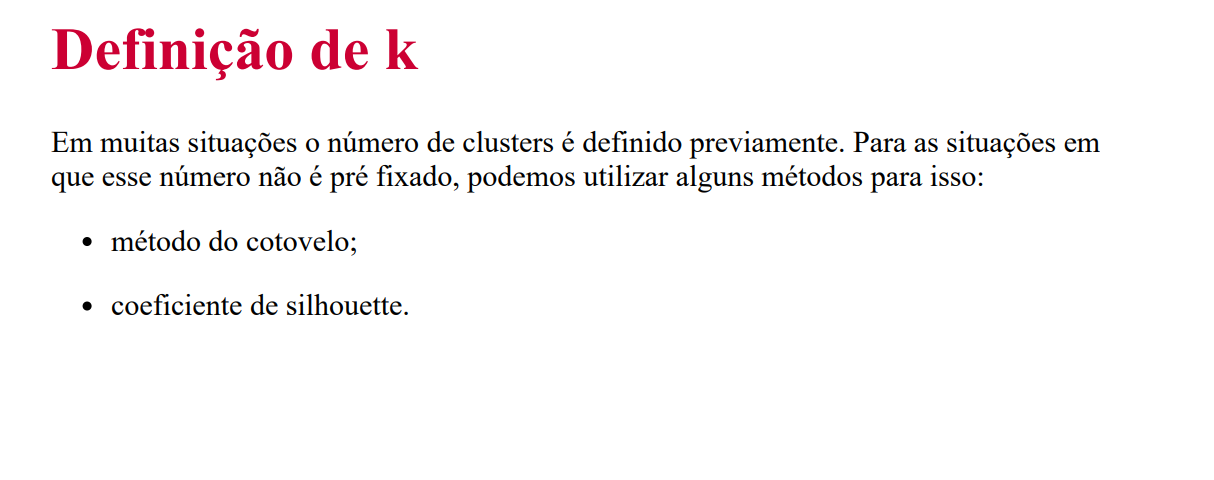 Definição de k
Em muitas situações o número de clusters é definido previamente. Para as situações em
que esse número não é pré fixado, podemos utilizar alguns métodos para isso:
• método do cotovelo;
• coeficiente de silhouette.